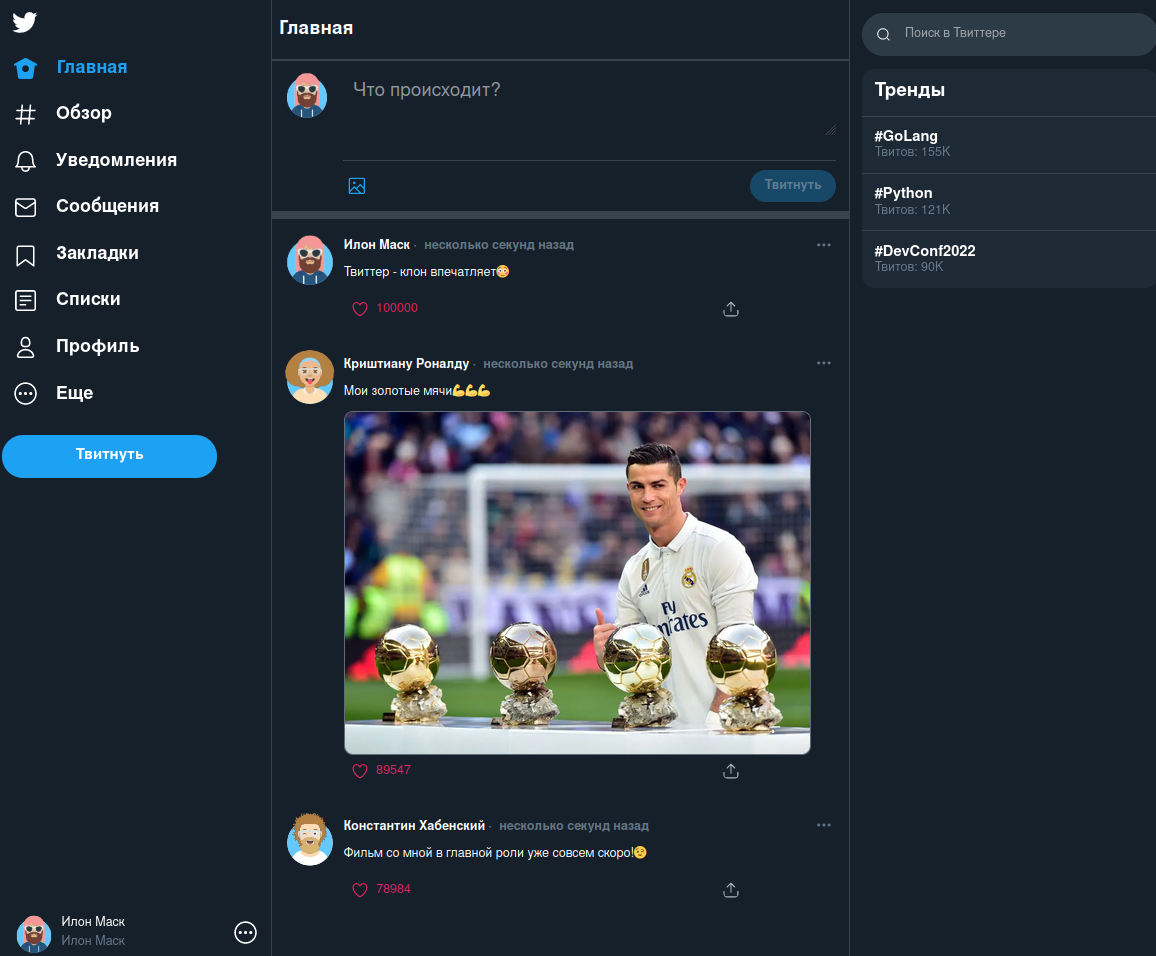 Главная
Обзор
Уведомления
Сообщения
Закладки
Списки
Профиль
Еще
Твитнуть
Илон Маск
Илон Маск
Главная
Что происходит?
Твитнуть
Илон Маск · несколько секунд назад
Твиттер - клон впечатляет😳
100000
Криштиану Роналду · несколько секунд назад
Мои золотые мячи💪💪💪
Fly
Emirates
89547
Константин Хабенский · несколько секунд назад
Фильм со мной в главной роли уже совсем скоро!☺️
78984
Поиск в Твиттере
Тренды
#GoLang
Твитов: 155K
#Python
Твитов: 121K
#DevConf2022
Твитов: 90K